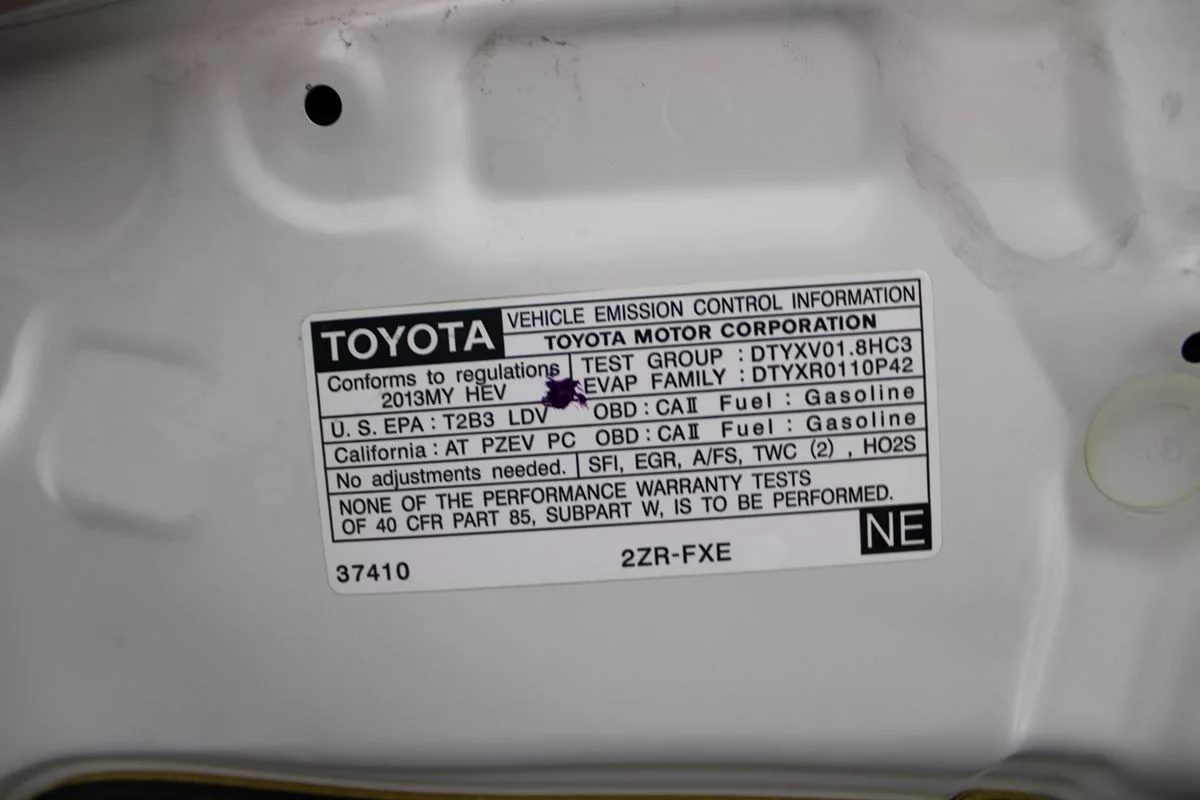 TOYOTA VEHICLE EMISSION CONTROL INFORMATION
TOYOTA MOTOR CORPORATION
Conforms to regulations
2013MY HEV
TEST GROUP : DTYXV01.8HC3
EVAP FAMILY : DTYXR0110P42
U. S. EPA : T2B3 LDV OBD : CAII Fuel : Gasoline
California : AT PZEV PC OBD : CAII Fuel : Gasoline
No adjustments needed. SFI, EGR, A/FS, TWC (2) , HO2S
NONE OF THE PERFORMANCE WARRANTY TESTS
OF 40 CFR PART 85, SUBPART W, IS TO BE PERFORMED.
37410 2ZR-FXE NE